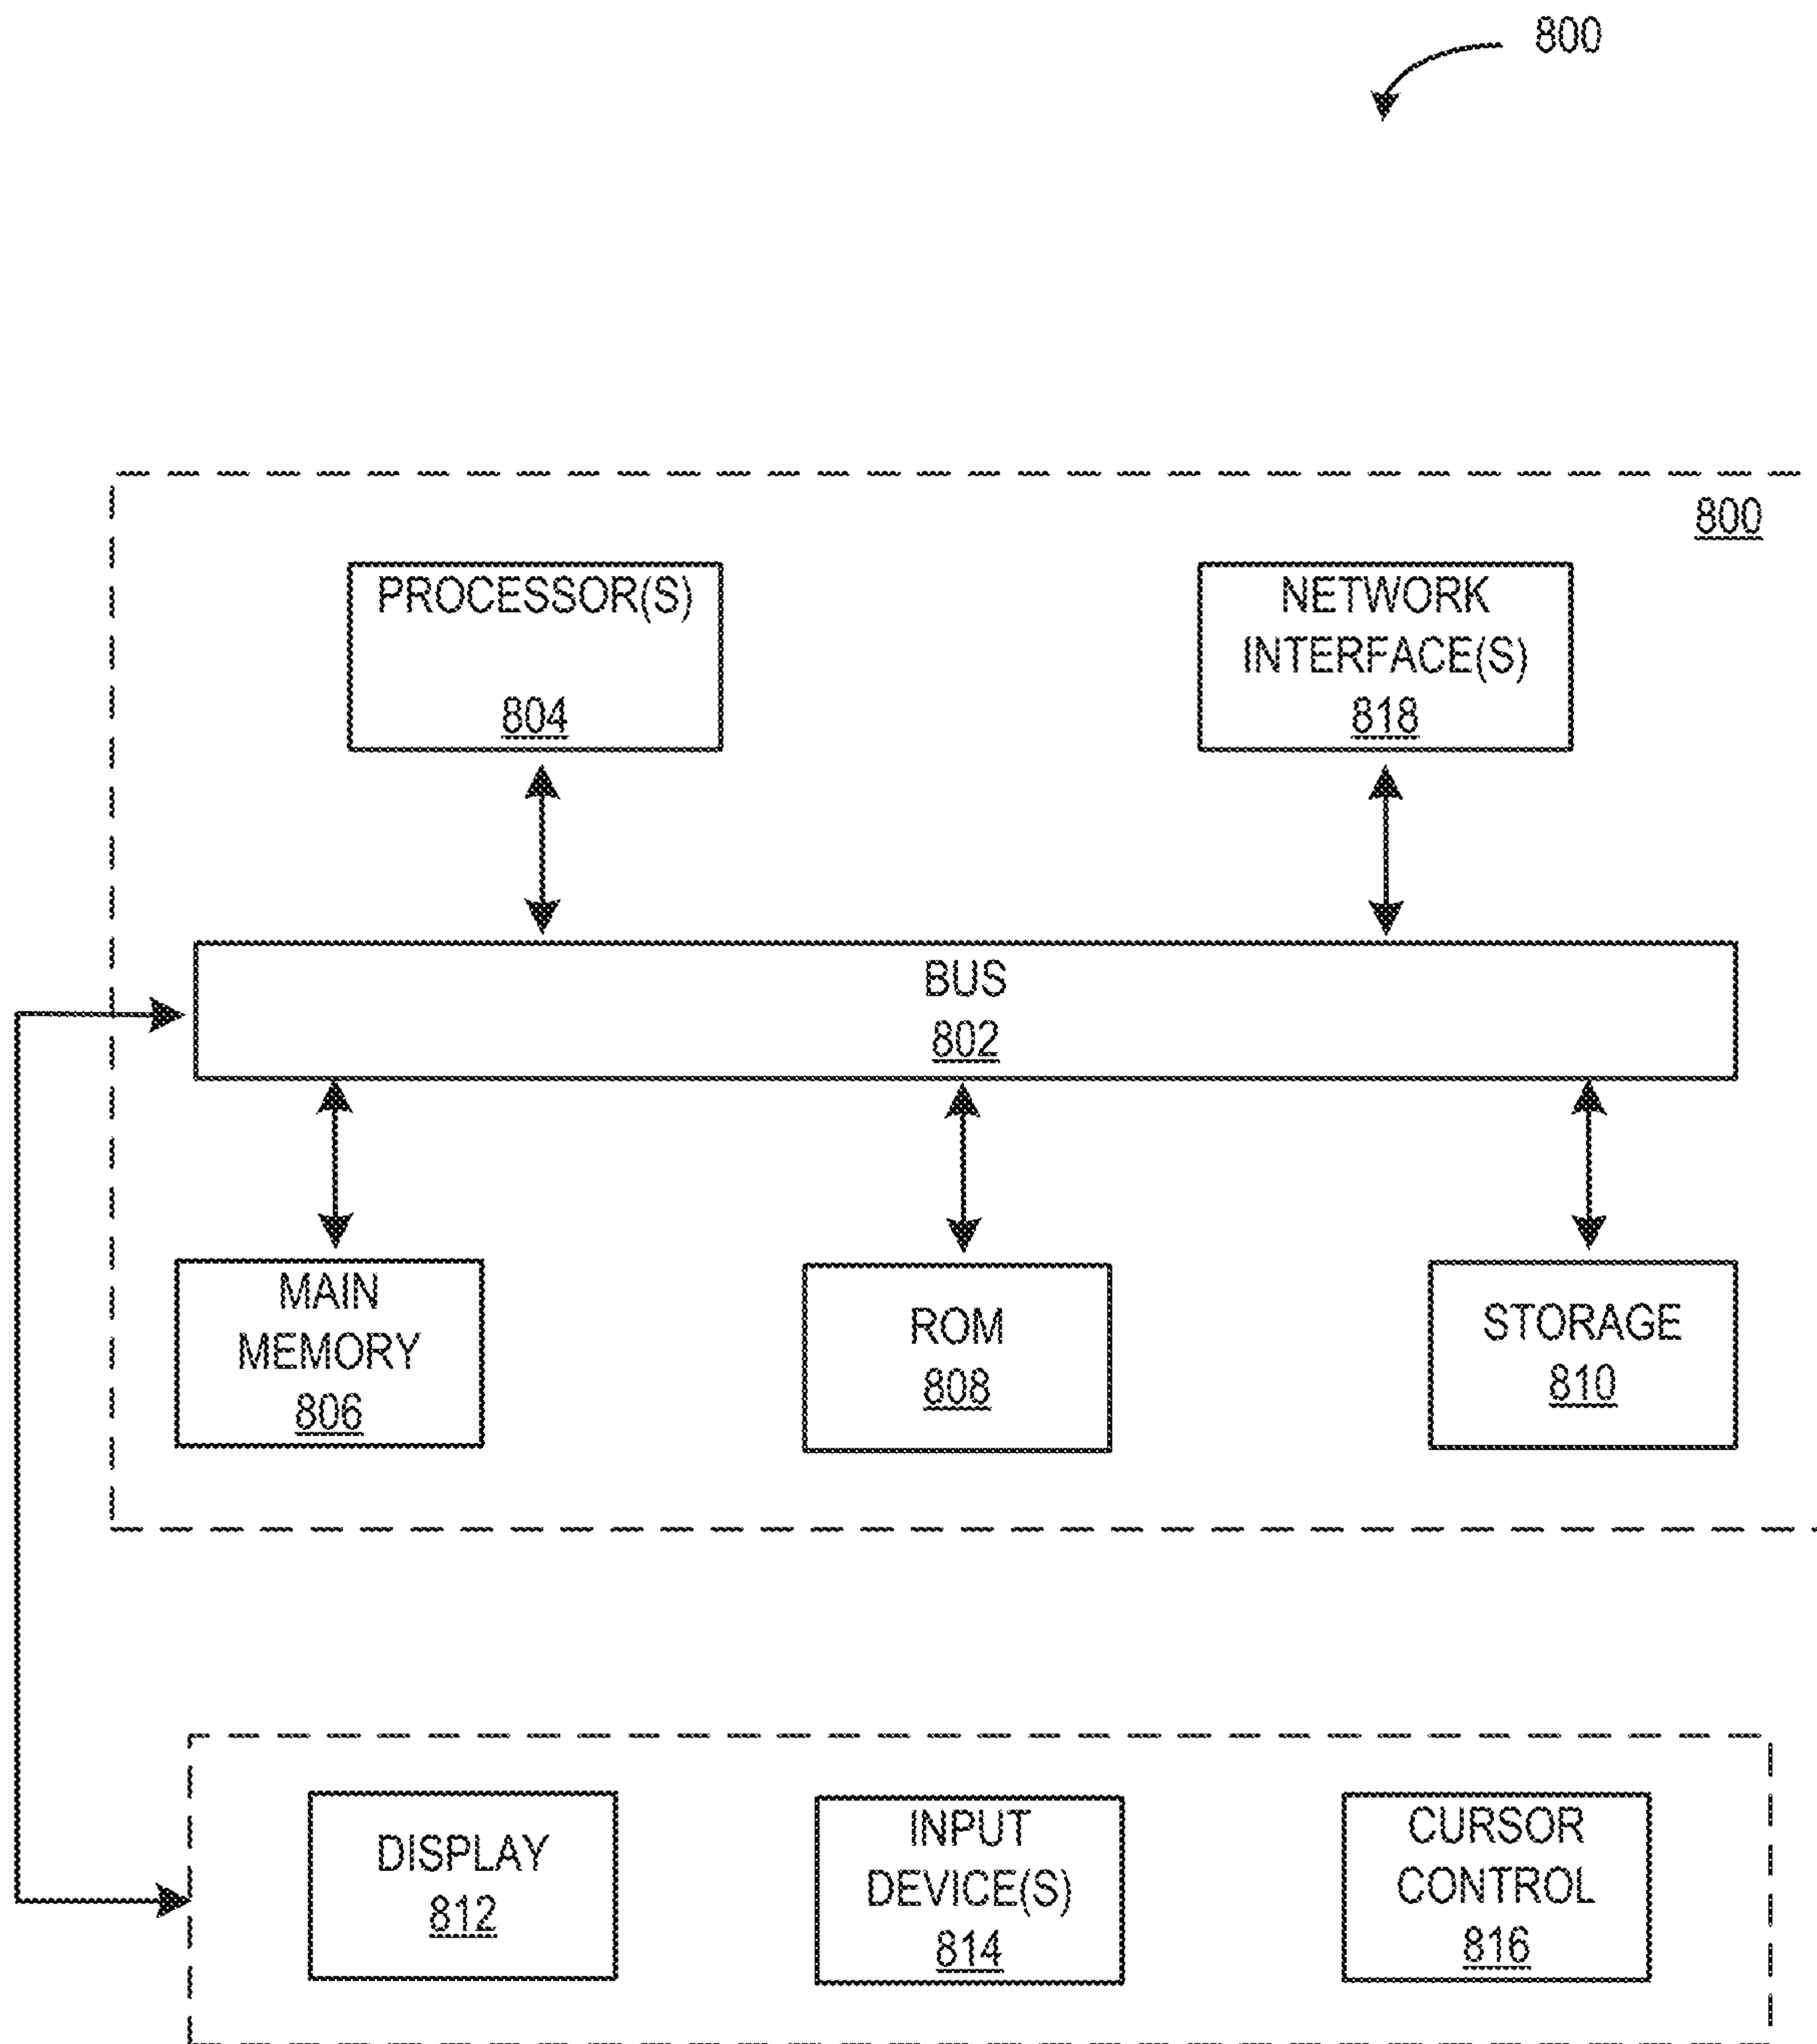 800
800
PROCESSOR(S)
804
NETWORK
INTERFACE(S)
818
BUS
802
MAIN
MEMORY
806
ROM
808
STORAGE
810
DISPLAY
812
INPUT
DEVICE(S)
814
CURSOR
CONTROL
816